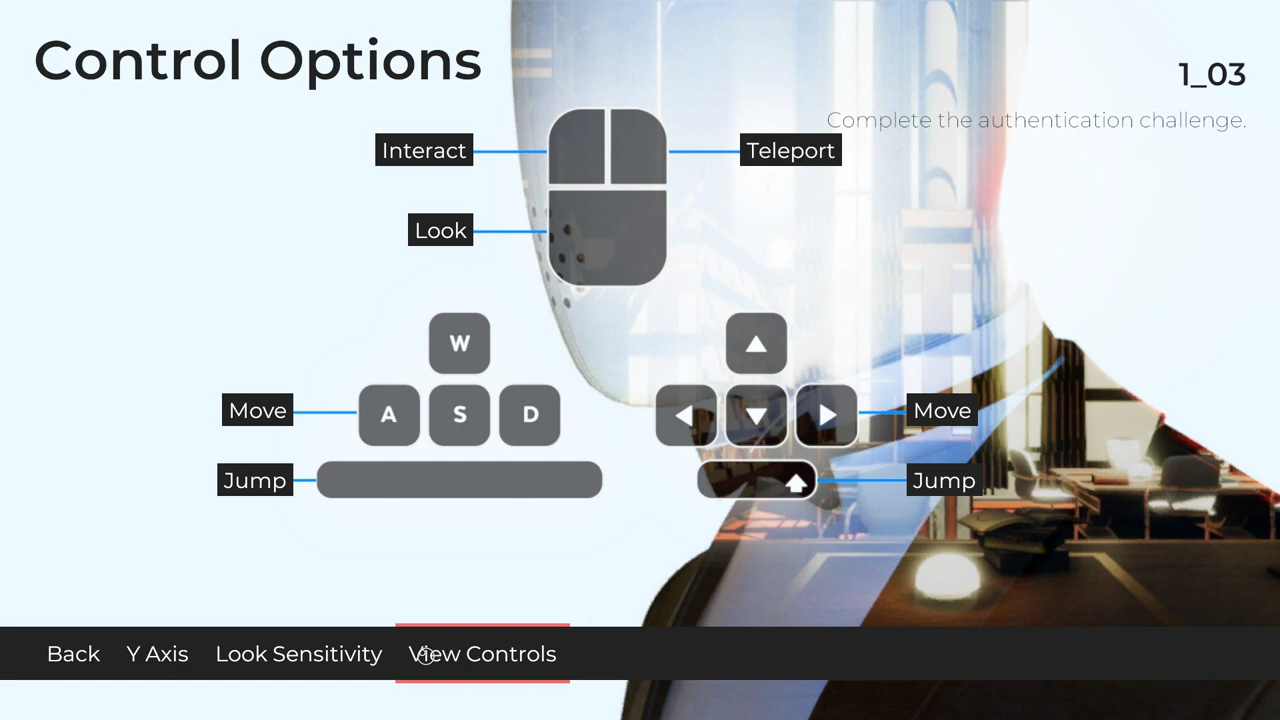 Control Options
1_03
Complete the authentication challenge.
Interact
Teleport
Look
W
A
S
D
Move
Move
Jump
Jump
Back
Y Axis
Look Sensitivity
View Controls